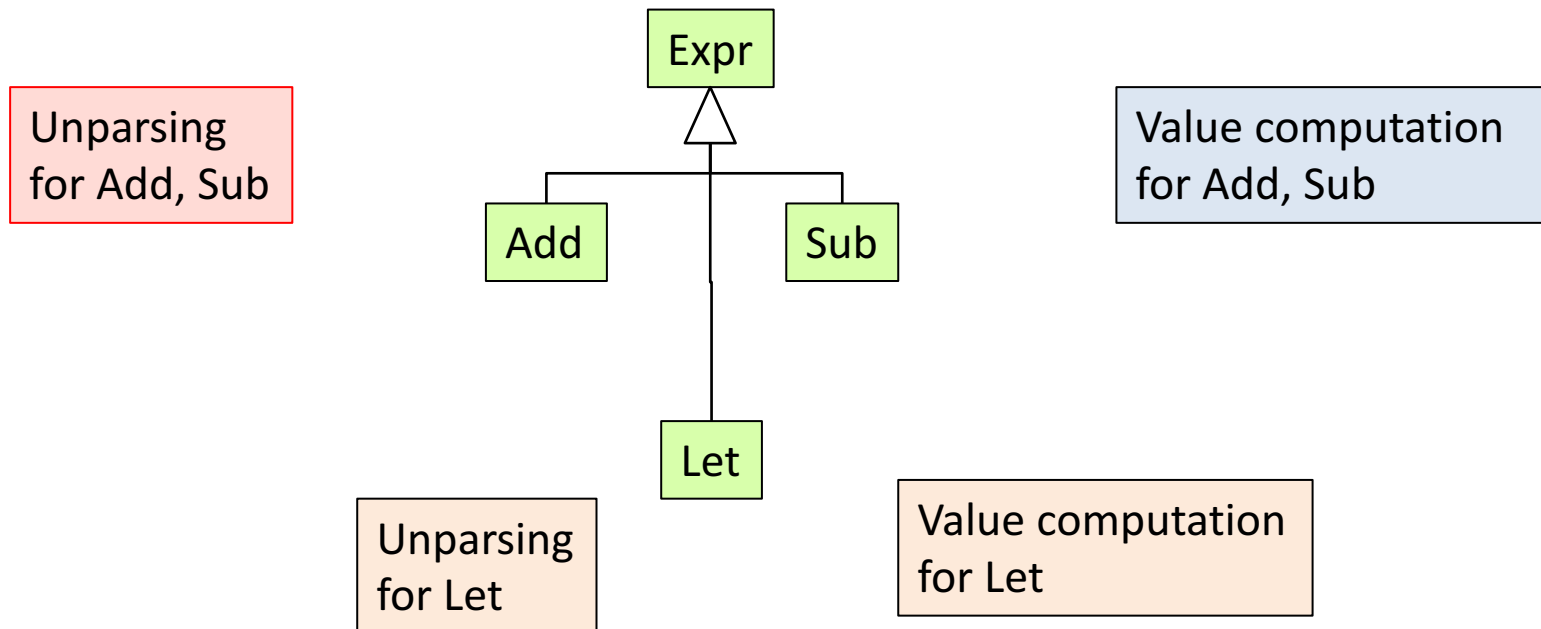 Expr
Unparsing
for Add, Sub
Value computation
for Add, Sub
Add
Sub
Let
Unparsing
for Let
Value computation
for Let